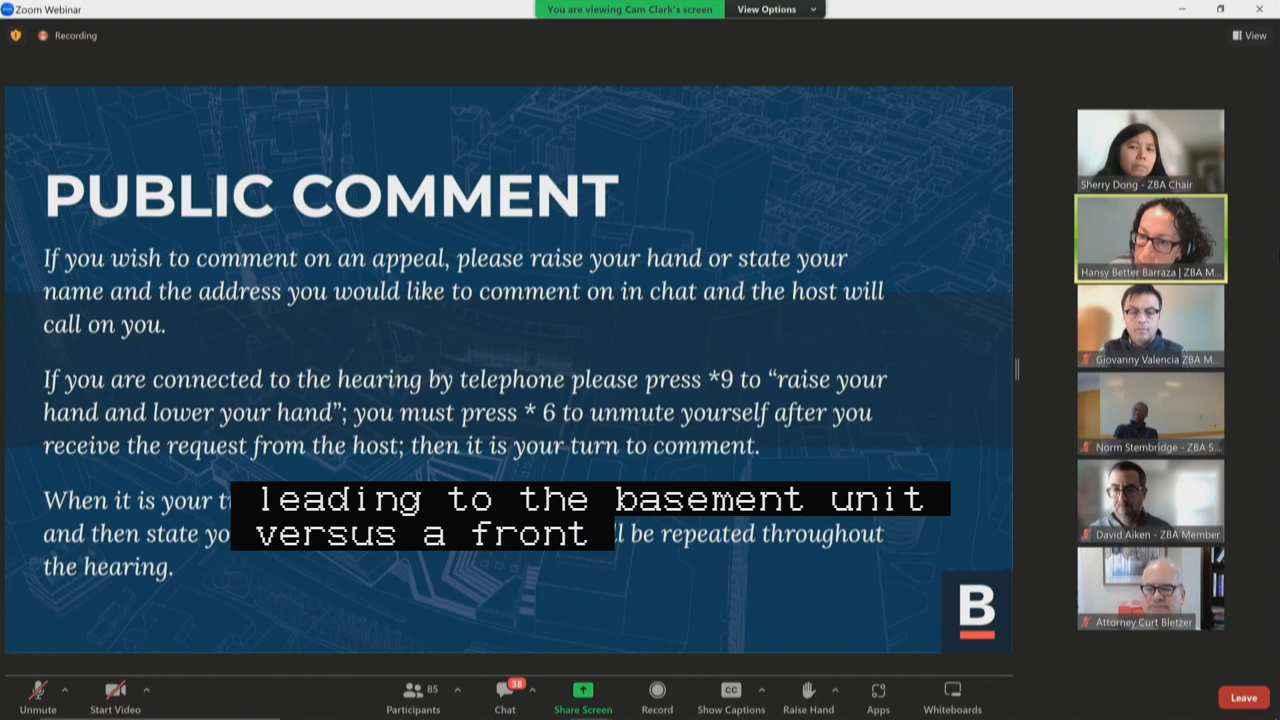 Zoom Webinar
You are viewing Cam Clark's screen
View Options
Recording
View
PUBLIC COMMENT
If you wish to comment on an appeal, please raise your hand or state your
name and the address you would like to comment on in chat and the host will
call on you.
If you are connected to the hearing by telephone please press *9 to “raise your
hand and lower your hand”; you must press * 6 to unmute yourself after you
receive the request from the host; then it is your turn to comment.
When it is your
and then state
be repeated throughout
the hearing.
leading to the basement unit
versus a front
B
Sherry Dong - ZBA Chair
Hansy Better Barraza | ZBA M...
Giovanny Valencia ZBA M...
Norm Stembridge - ZBA S...
David Aiken - ZBA Member
Attorney Curt Bletzer
Unmute
Start Video
85
Participants
38
Chat
Share Screen
Record
CC
Show Captions
Raise Hand
Apps
Whiteboards
Leave